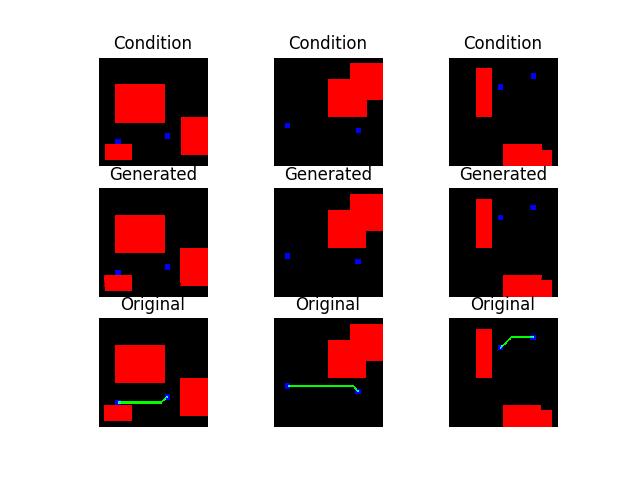 Condition Condition Condition
Generated Generated Generated
Original Original Original